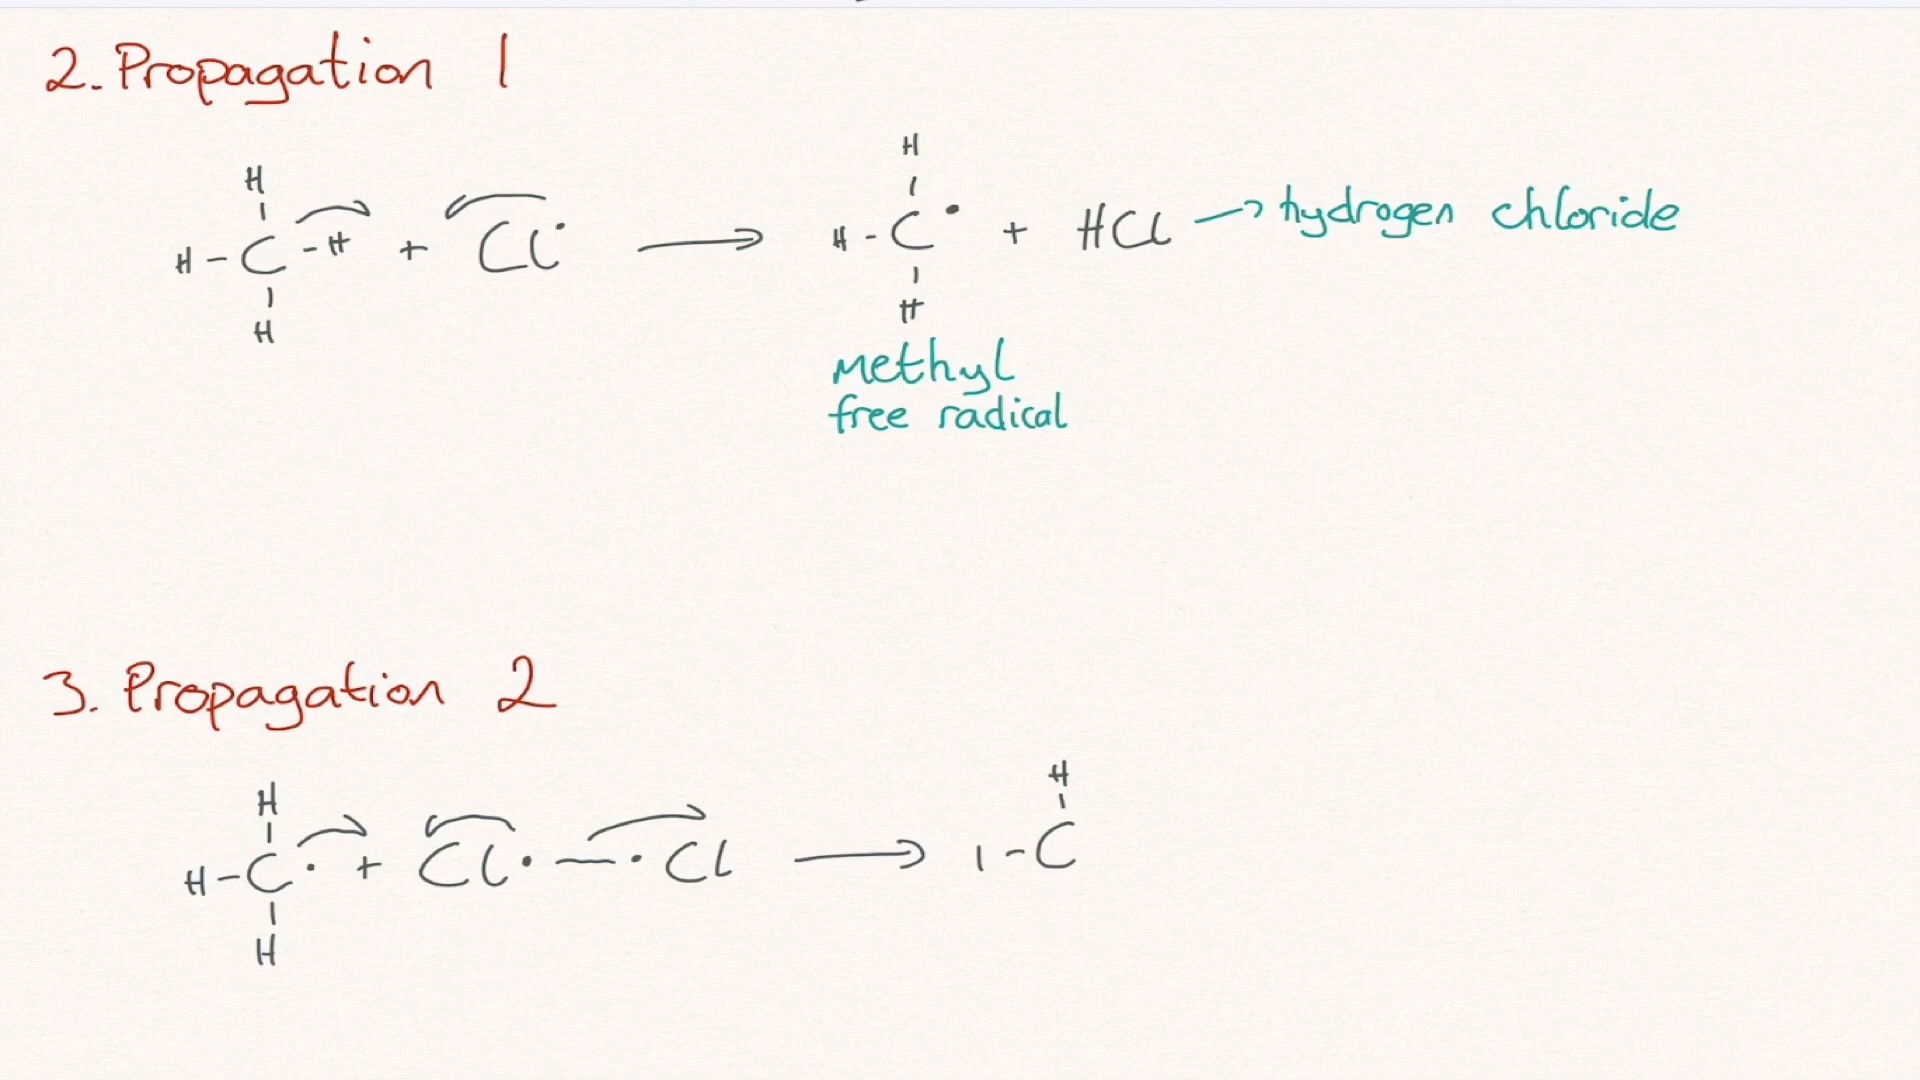 2. Propagation 1
H
H - C - H + Cl· → H - C· + HCl → hydrogen chloride
H
H
H
methyl
free radical
3. Propagation 2
H
H
H - C· + Cl· — ·Cl → ı - C
H